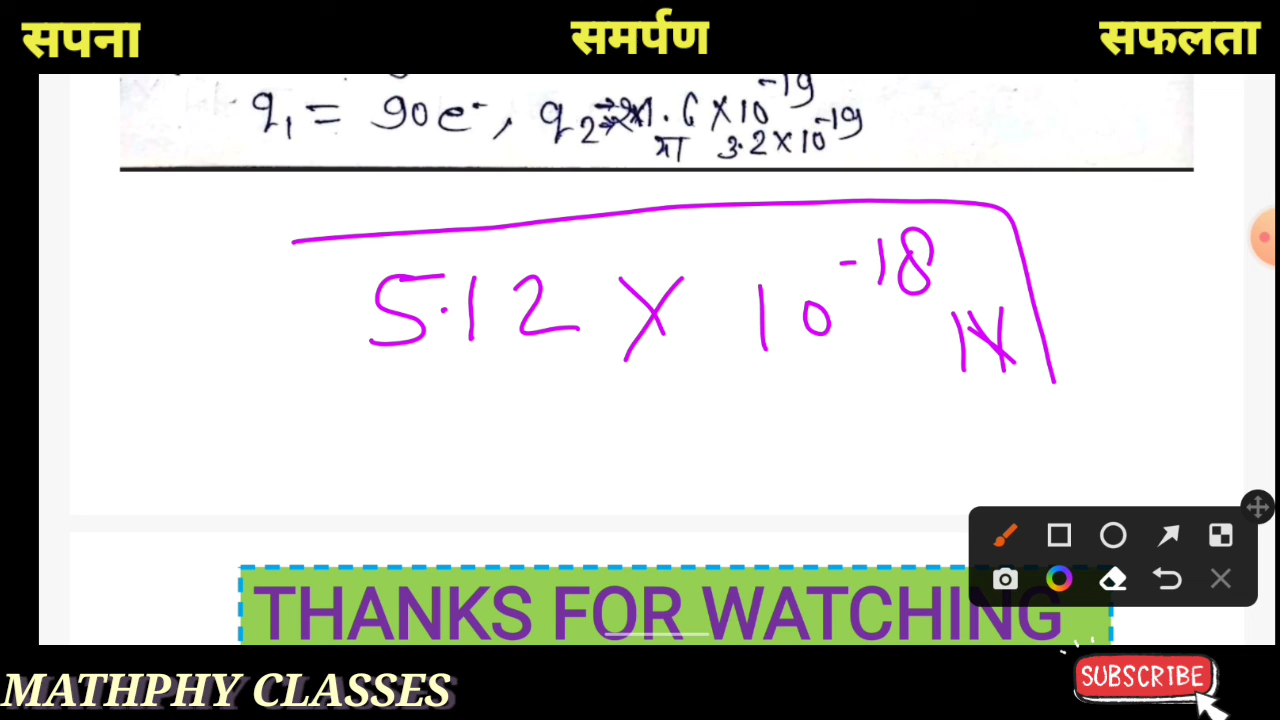 सपना समर्पण सफलता
q₁ = 90e⁻, q₂ 1.6 × 10⁻¹⁹
या 3.2 × 10⁻¹⁹
5.12 × 10⁻¹⁸ N
THANKS FOR WATCHING
MATHPHY CLASSES
SUBSCRIBE